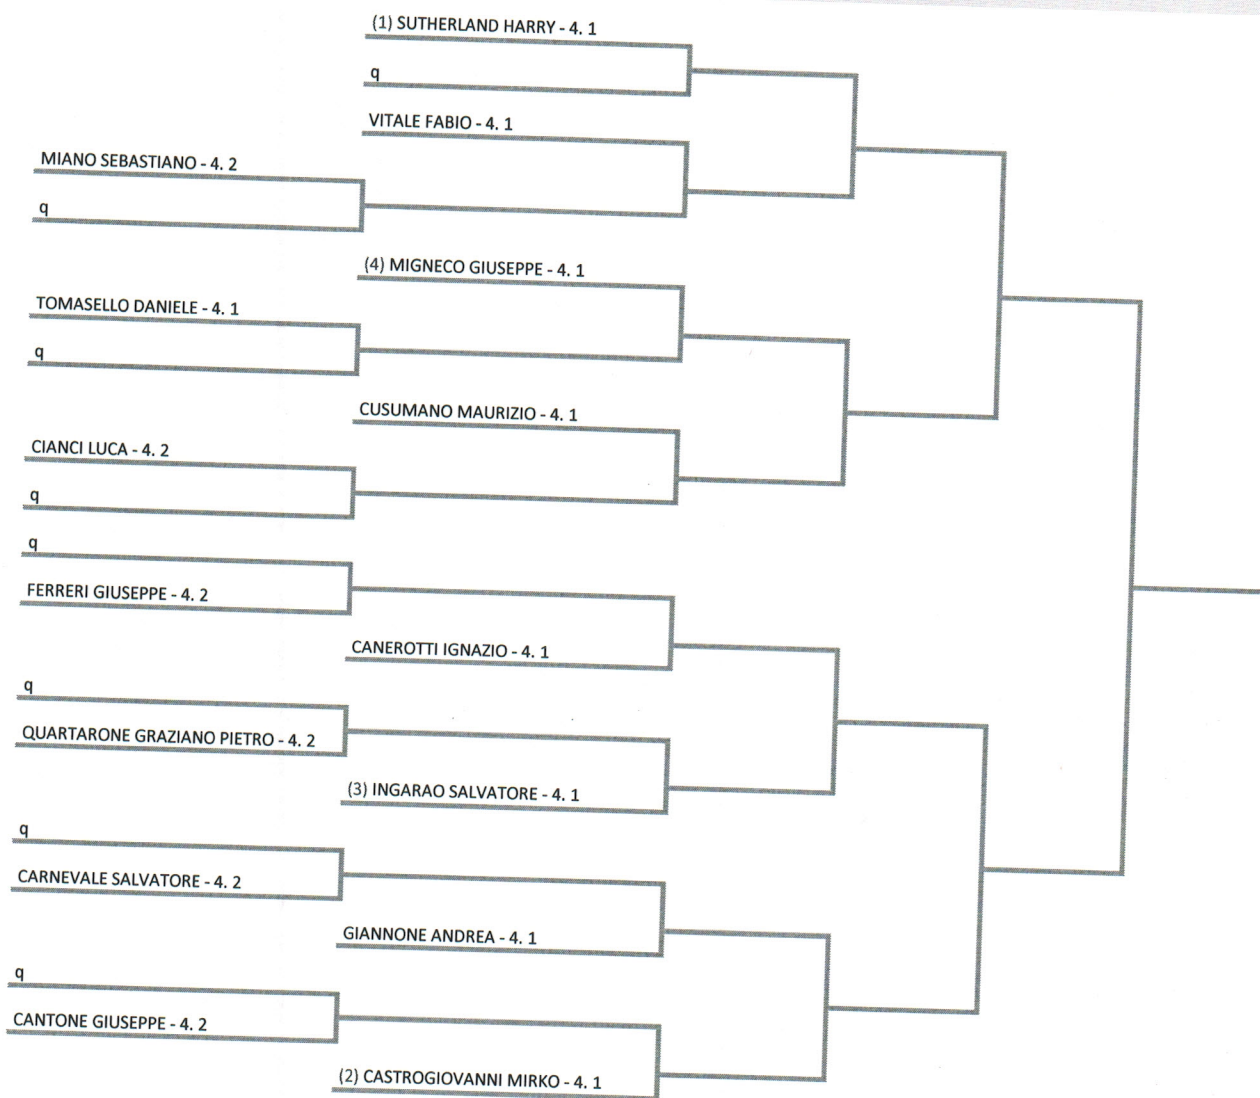 (1) SUTHERLAND HARRY - 4. 1
q
VITALE FABIO - 4. 1
MIANO SEBASTIANO - 4. 2
q
(4) MIGNECO GIUSEPPE - 4. 1
TOMASELLO DANIELE - 4. 1
q
CUSUMANO MAURIZIO - 4. 1
CIANCI LUCA - 4. 2
q
q
FERRERI GIUSEPPE - 4. 2
CANEROTTI IGNAZIO - 4. 1
q
QUARTARONE GRAZIANO PIETRO - 4. 2
(3) INGARAO SALVATORE - 4. 1
q
CARNEVALE SALVATORE - 4. 2
GIANNONE ANDREA - 4. 1
q
CANTONE GIUSEPPE - 4. 2
(2) CASTROGIOVANNI MIRKO - 4. 1